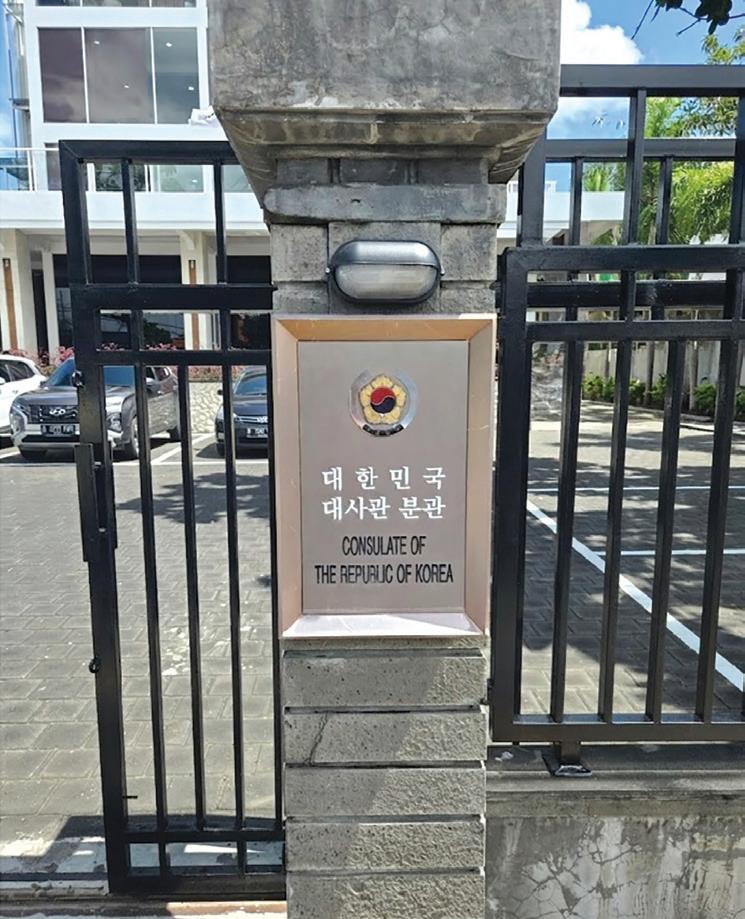 대 한 민 국
대사관 분관
CONSULATE OF
THE REPUBLIC OF KOREA